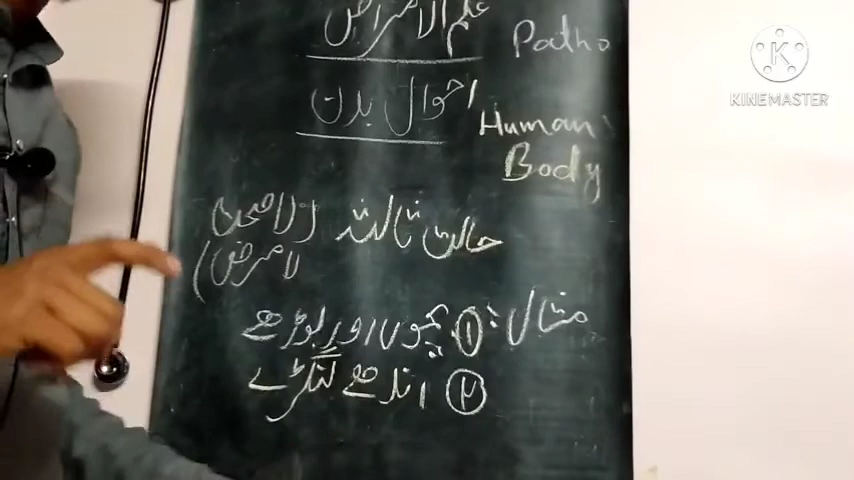 علم الامراض Patho
احوال بدن Human
Body
حالت ثالثہ (لا صحت
لا مرض)
مثال: ① بچوں اور بوڑھے
② اندھے لنگڑے
K
KINEMASTER